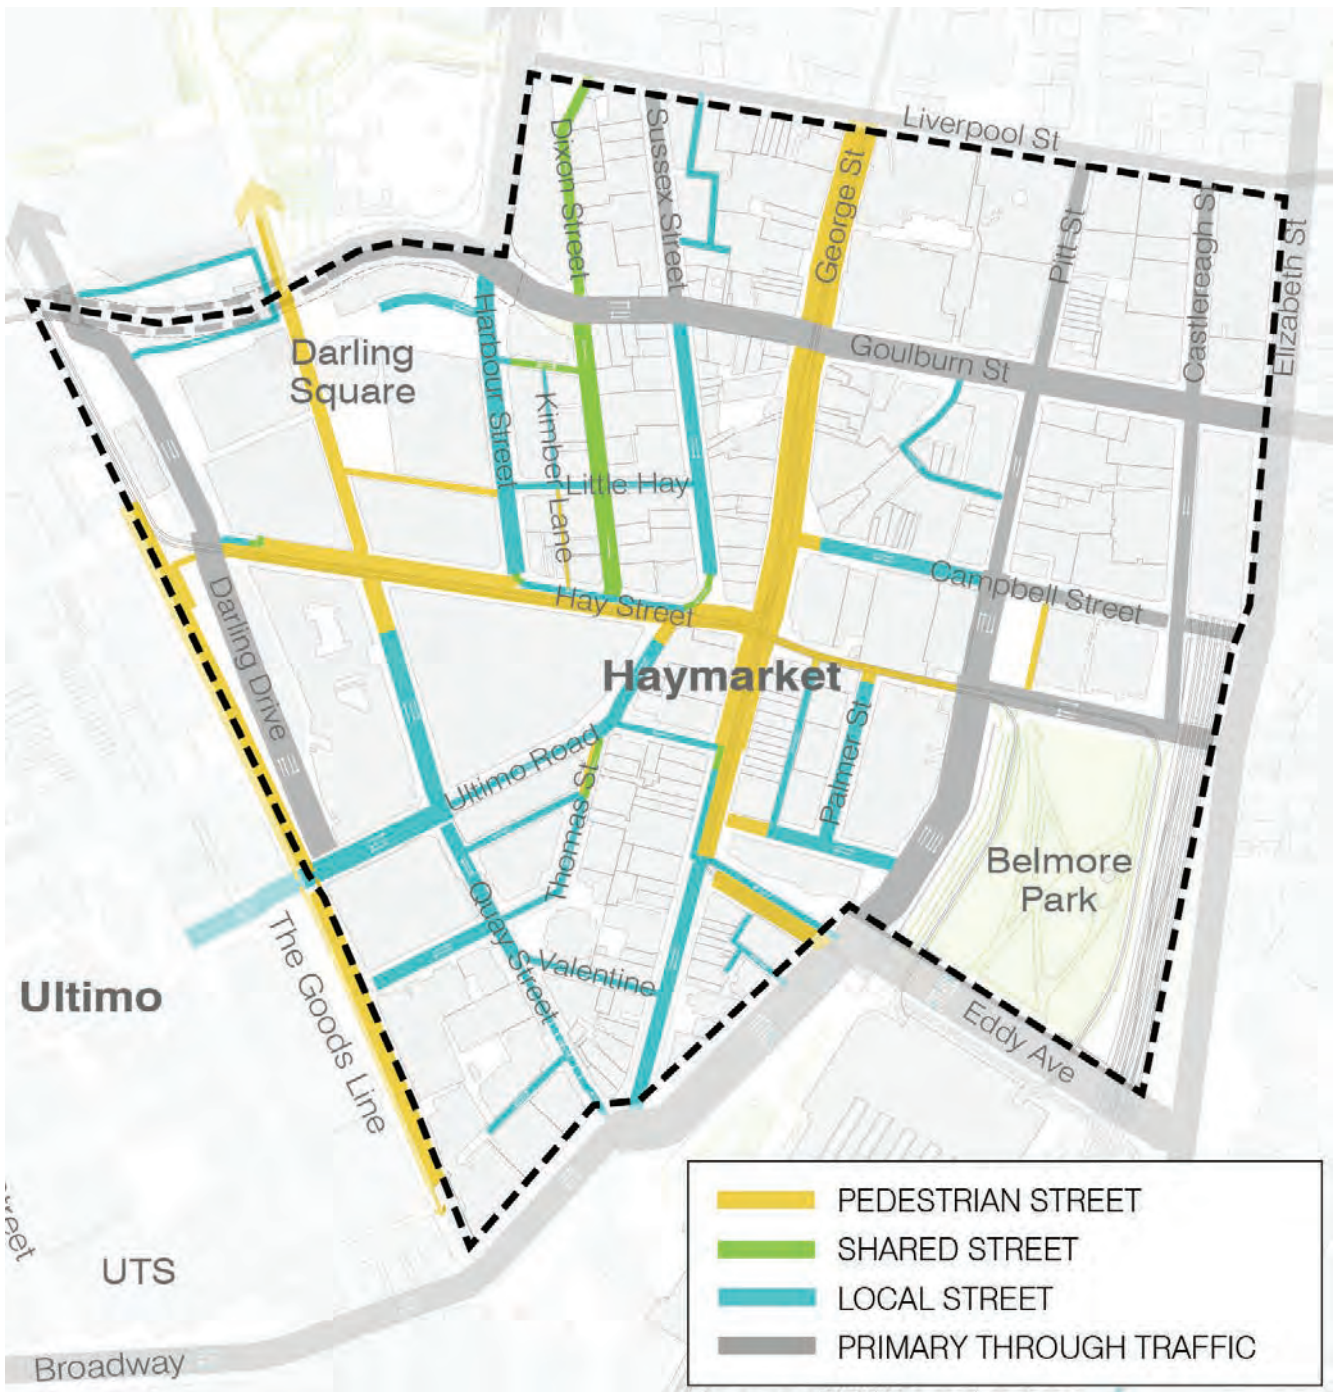 Liverpool St
Dixon Street
Sussex Street
George St
Pitt St
Castlereagh St
Elizabeth St
Darling
Square
Harbour Street
Goulburn St
Kimber Lane
Little Hay
Campbell Street
Hay Street
Darling Drive
Haymarket
Palmer St
Ultimo Road
Thomas St
Belmore
Park
Quay Street
Valentine
The Goods Line
Ultimo
Eddy Ave
UTS
Broadway
PEDESTRIAN STREET
SHARED STREET
LOCAL STREET
PRIMARY THROUGH TRAFFIC